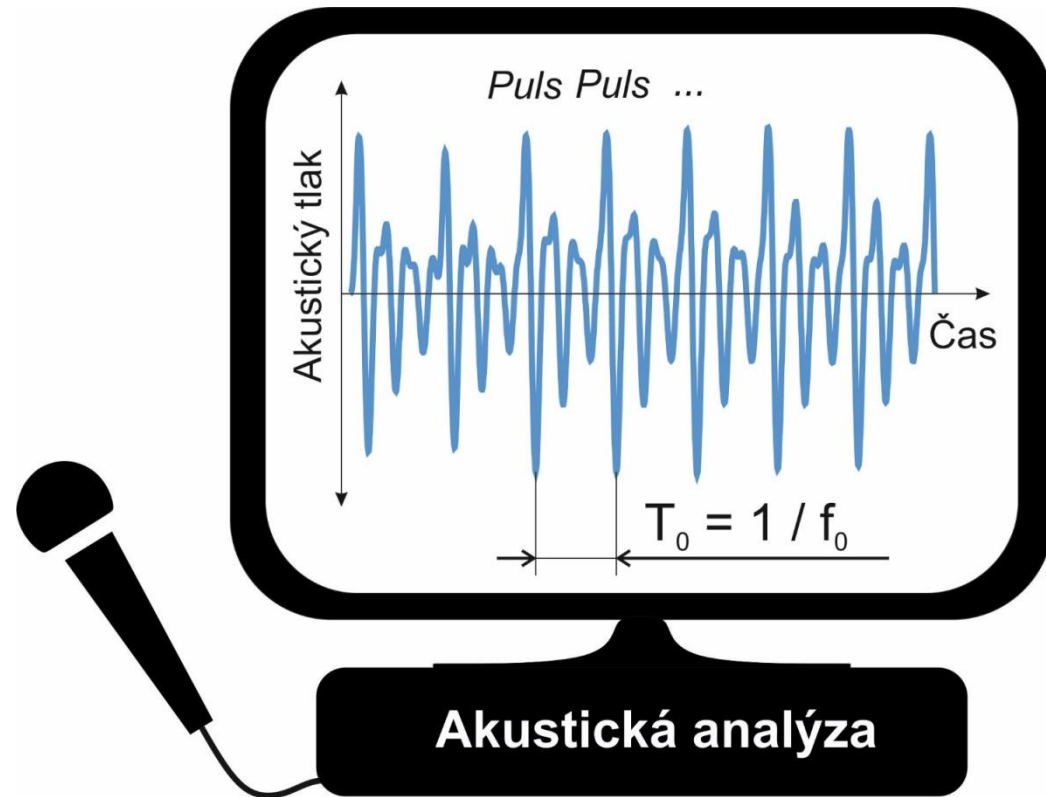 Puls Puls ...
Akustický tlak
Čas
T₀ = 1 / f₀
Akustická analýza